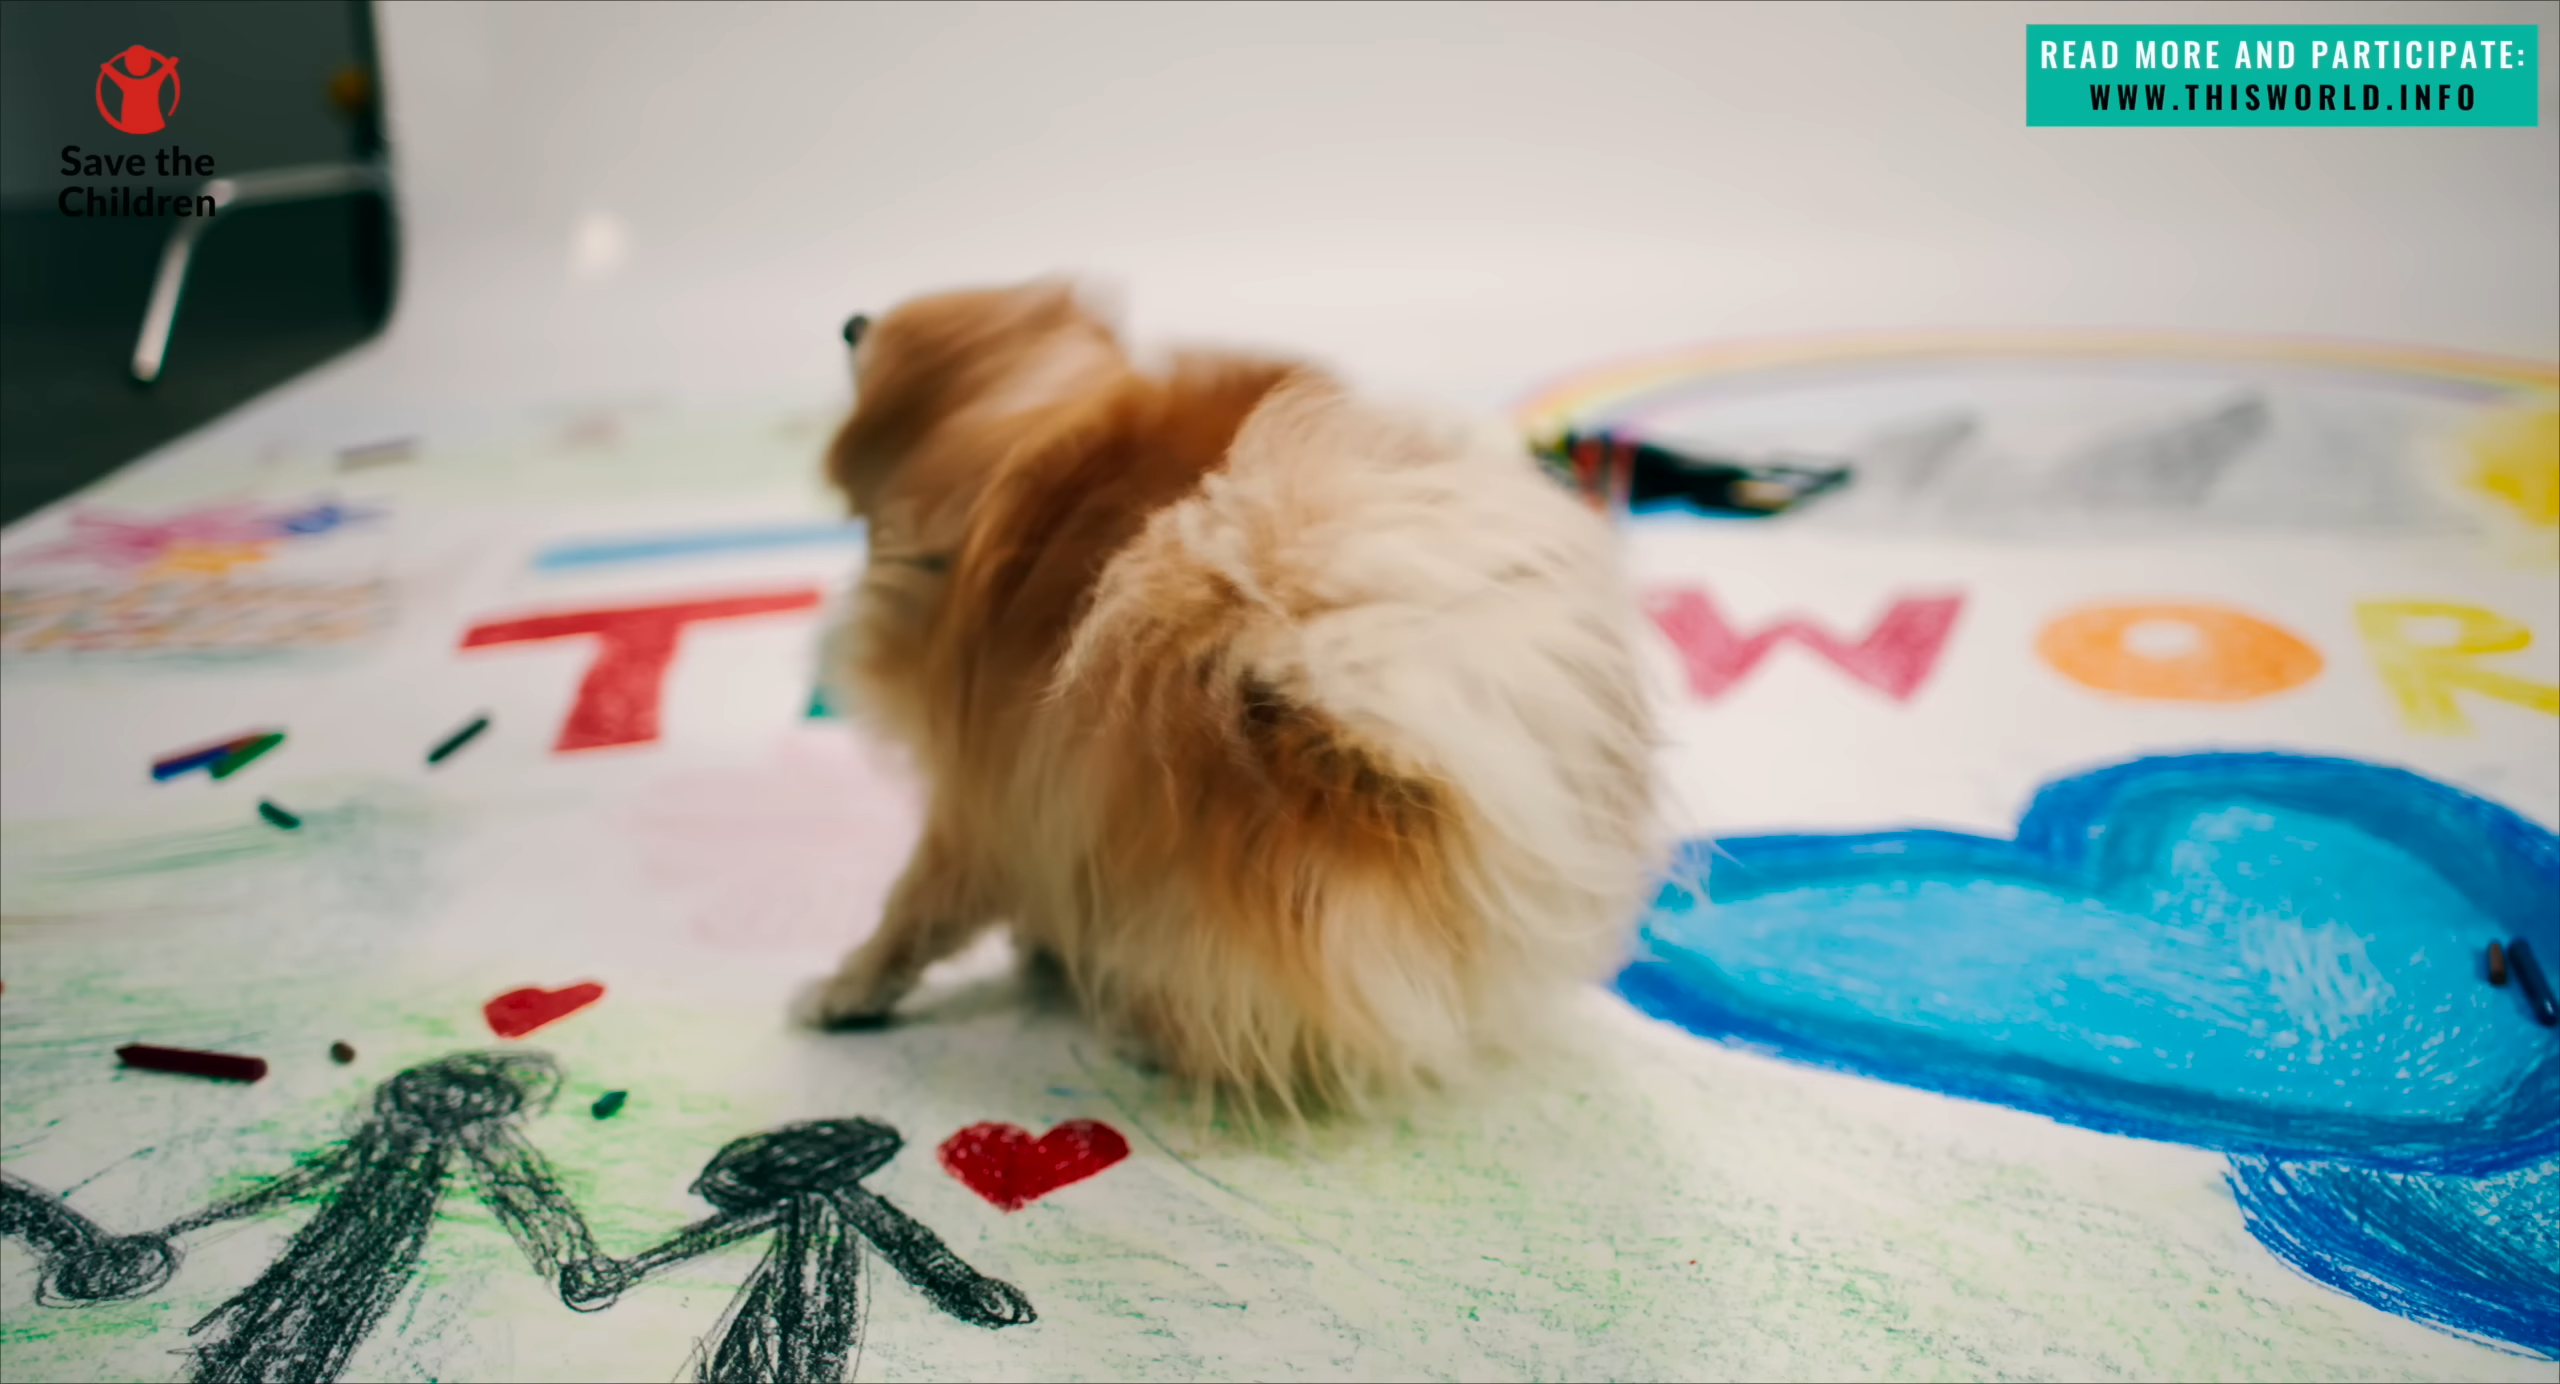 Save the
Children
READ MORE AND PARTICIPATE:
WWW.THISWORLD.INFO
T
WOR